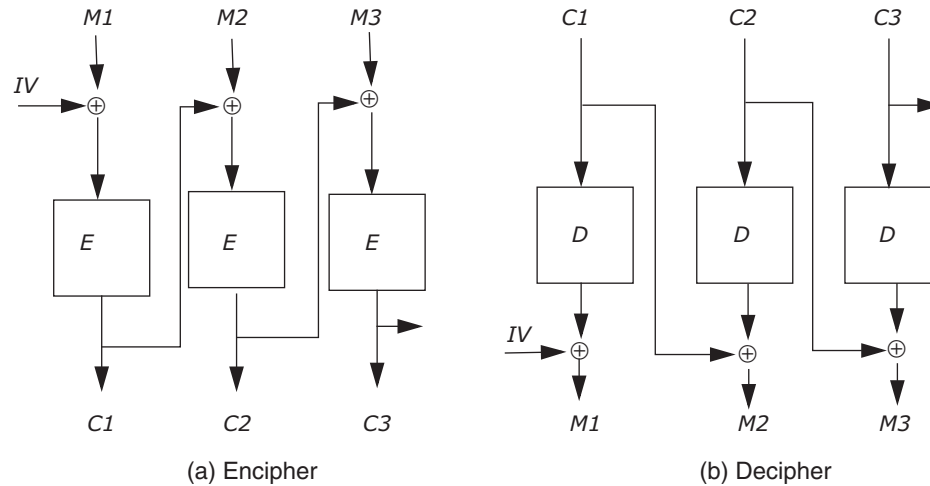 M1 M2 M3
IV
E E E
C1 C2 C3
(a) Encipher
C1 C2 C3
D D D
IV
M1 M2 M3
(b) Decipher